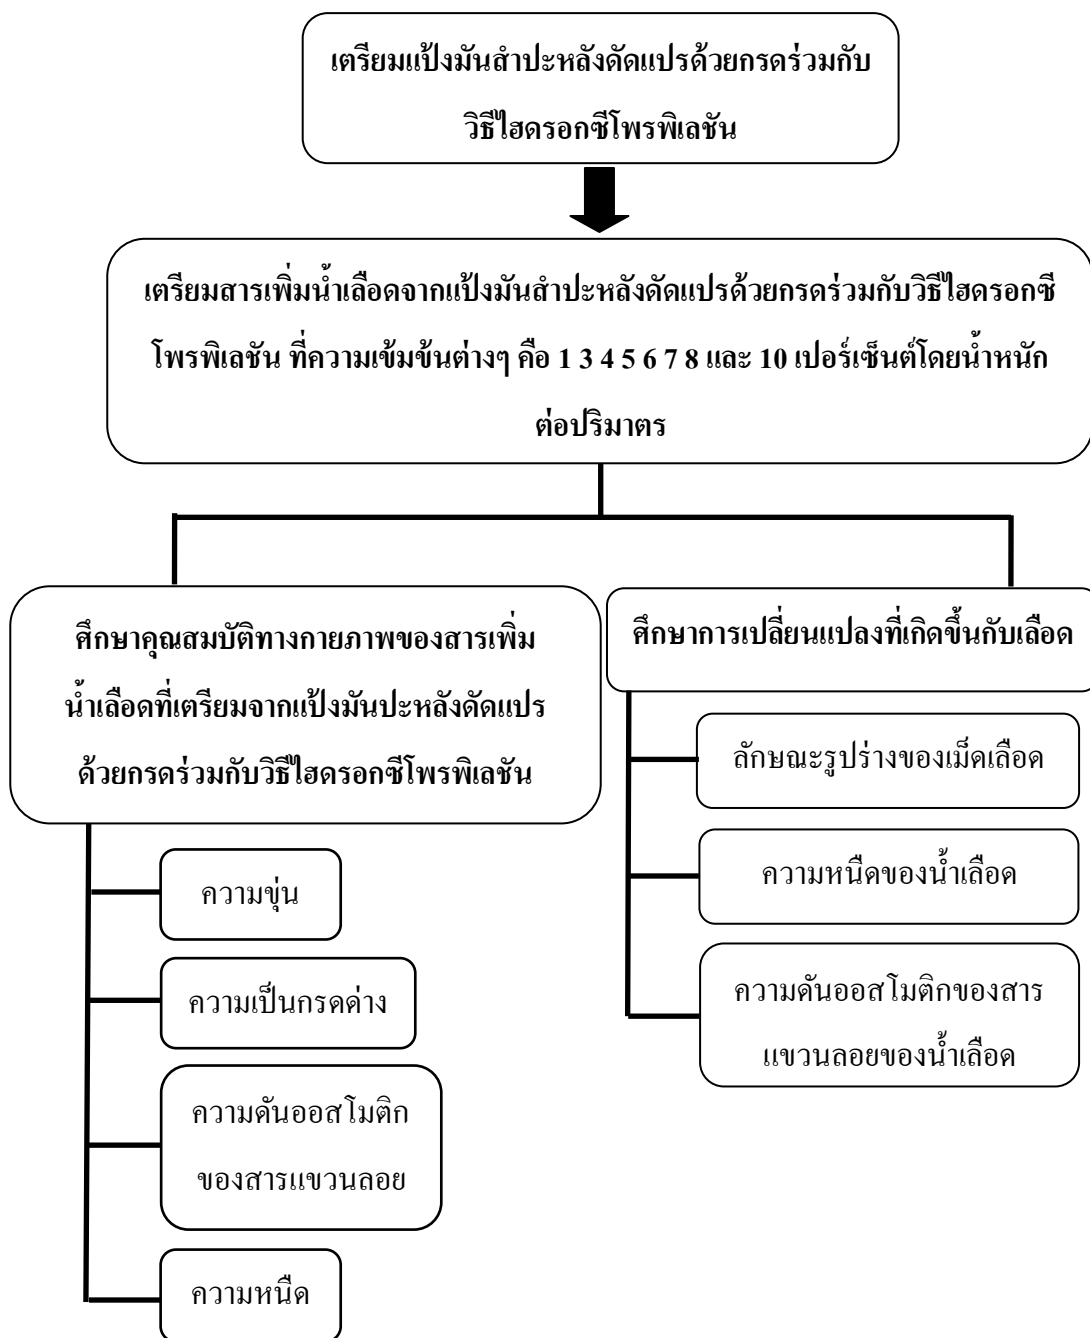 เตรียมแป้งมันสำปะหลังดัดแปรด้วยกรดร่วมกับ
วิธีไฮดรอกซีโพรพิเลชัน
เตรียมสารเพิ่มน้ำเลือดจากแป้งมันสำปะหลังดัดแปรด้วยกรดร่วมกับวิธีไฮดรอกซี
โพรพิเลชัน ที่ความเข้มข้นต่างๆ คือ 1 3 4 5 6 7 8 และ 10 เปอร์เซ็นต์โดยน้ำหนัก
ต่อปริมาตร
ศึกษาคุณสมบัติทางกายภาพของสารเพิ่ม
น้ำเลือดที่เตรียมจากแป้งมันปะหลังดัดแปร
ด้วยกรดร่วมกับวิธีไฮดรอกซีโพรพิเลชัน
ความขุ่น
ความเป็นกรดด่าง
ความดันออสโมติก
ของสารแขวนลอย
ความหนืด
ศึกษาการเปลี่ยนแปลงที่เกิดขึ้นกับเลือด
ลักษณะรูปร่างของเม็ดเลือด
ความหนืดของน้ำเลือด
ความดันออสโมติกของสาร
แขวนลอยของน้ำเลือด